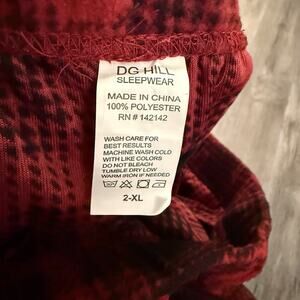 DG HILL
SLEEPWEAR
MADE IN CHINA
100% POLYESTER
RN # 142142
WASH CARE FOR
BEST RESULTS
MACHINE WASH COLD
WITH LIKE COLORS
DO NOT BLEACH
TUMBLE DRY LOW
WARM IRON IF NEEDED
2-XL